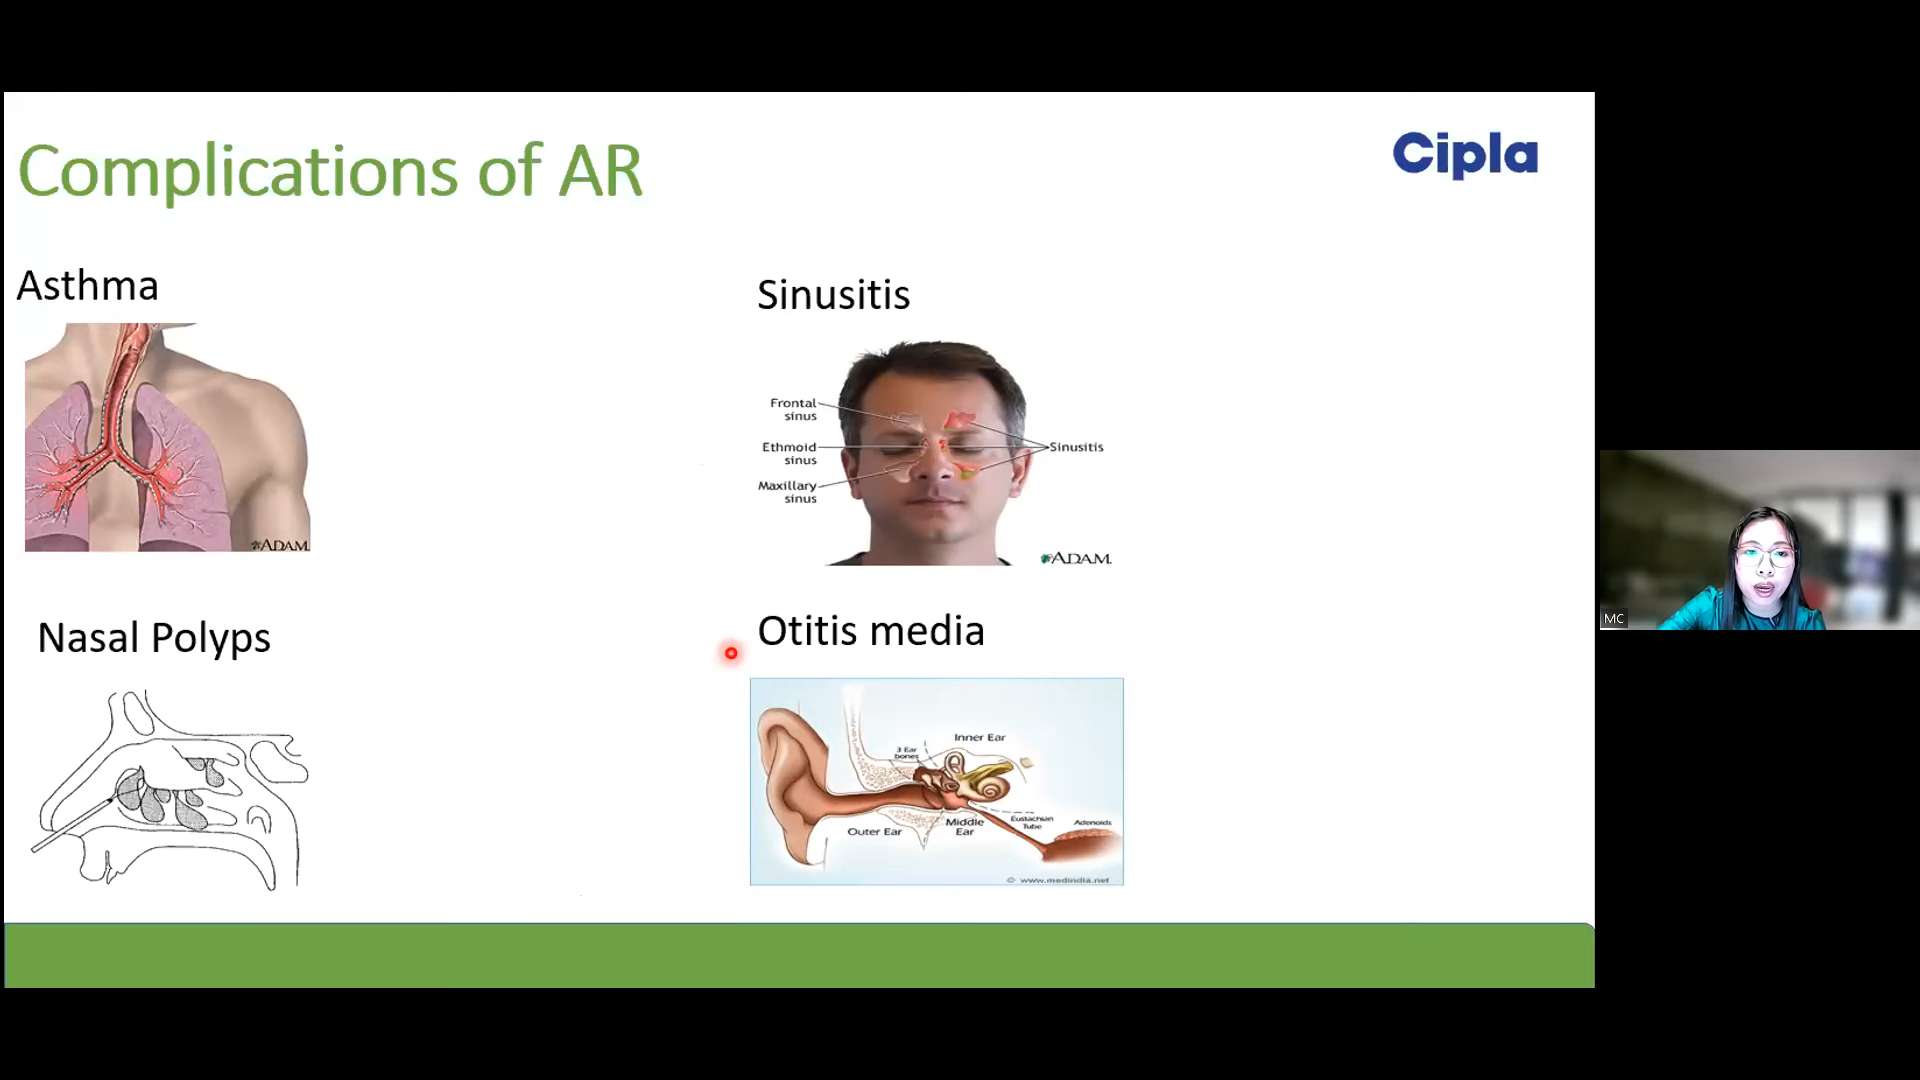 Complications of AR
Cipla
Asthma
ADAM.
Sinusitis
Frontal
sinus
Ethmoid
sinus
Maxillary
sinus
Sinusitis
ADAM.
Nasal Polyps
Otitis media
Inner Ear
3 Ear
bones
Outer Ear
Middle
Ear
Eustachian
Tube
Adenoids
© www.medindia.net
MC